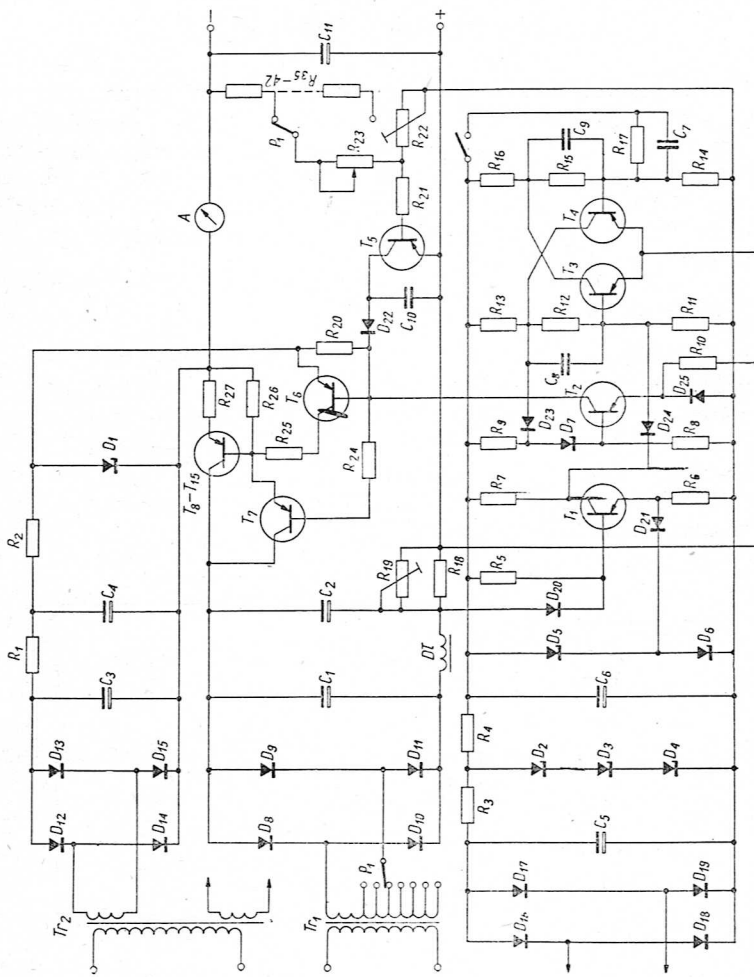 -
C11
+
R35-42
P1
R23
R22
A
R21
T5
D22
C10
R20
T6
R27
R26
R25
R24
T8-T15
T7
D1
R2
R1
C4
C3
D13
D15
D12
D14
Tr2
C2
R19
R18
C1
Dł
D9
D11
D8
D10
P1
Tr1
R16
C9
R15
R17
C7
R14
T4
T3
R13
R12
R11
R10
C8
T2
D23
D25
R9
D7
D24
R8
R7
T1
R6
D21
R5
D20
D5
D6
C6
R4
D2
D3
D4
R3
C5
D17
D19
D18